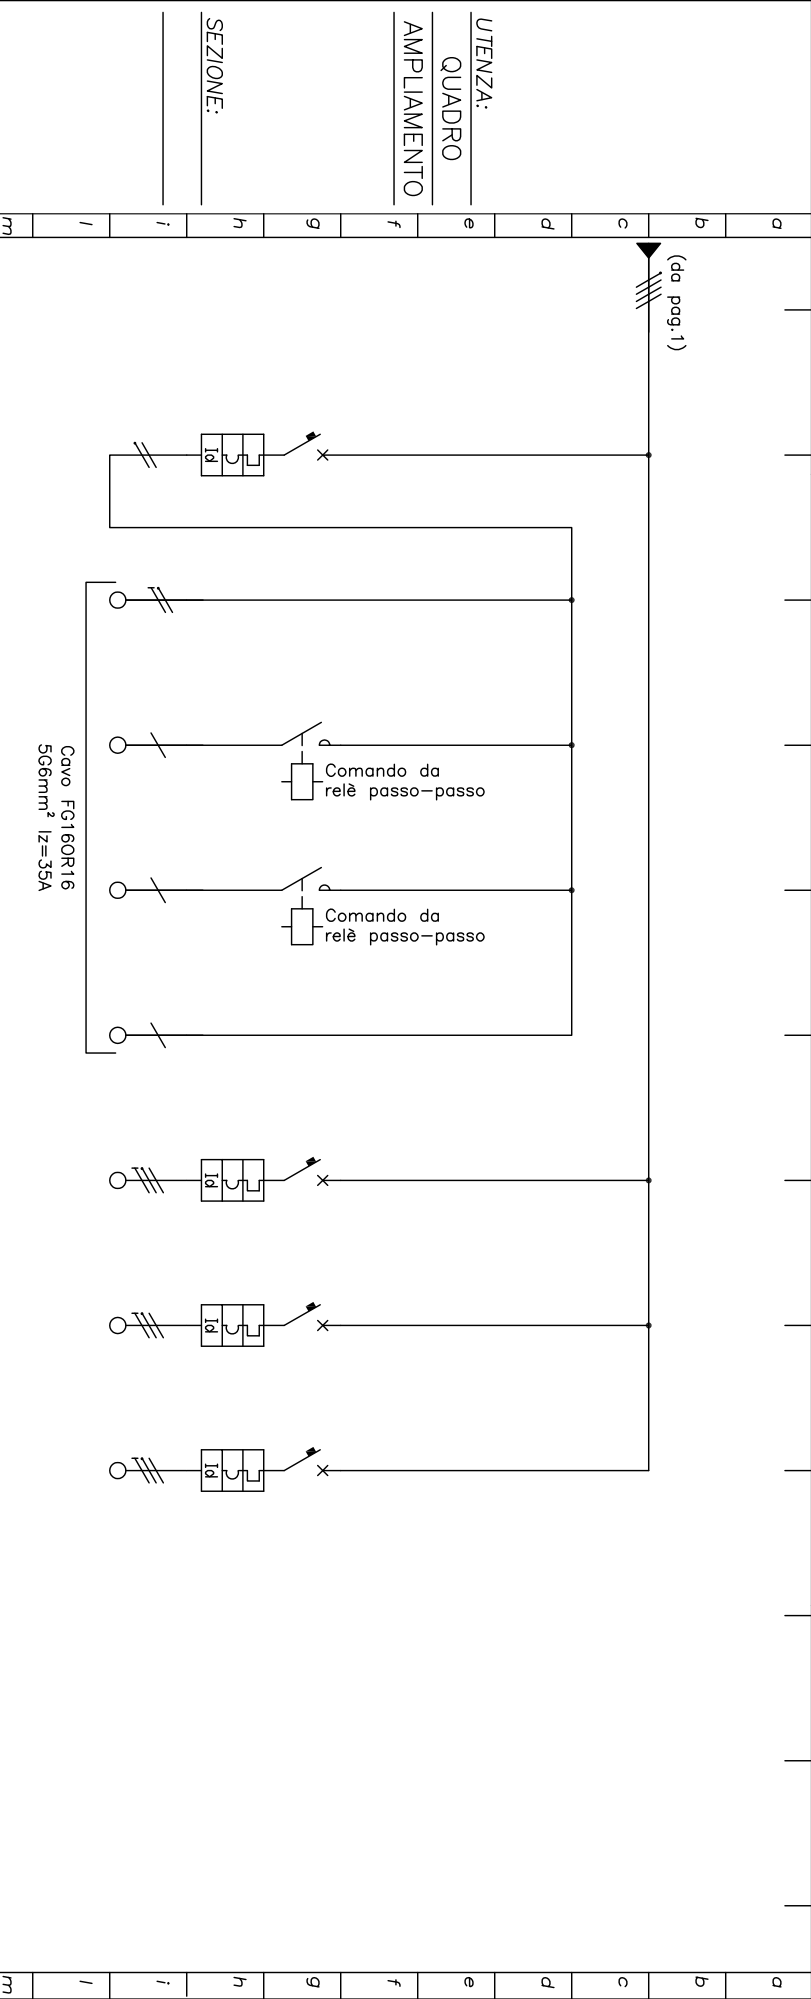 UTENZA:
QUADRO
AMPLIAMENTO
SEZIONE:
a
b
c
d
e
f
g
h
i
l
m
(da pag.1)
Id
Comando da
relè passo-passo
Comando da
relè passo-passo
Id
Id
Id
Cavo FG16OR16
5G6mm² Iz=35A
a
b
c
d
e
f
g
h
i
l
m